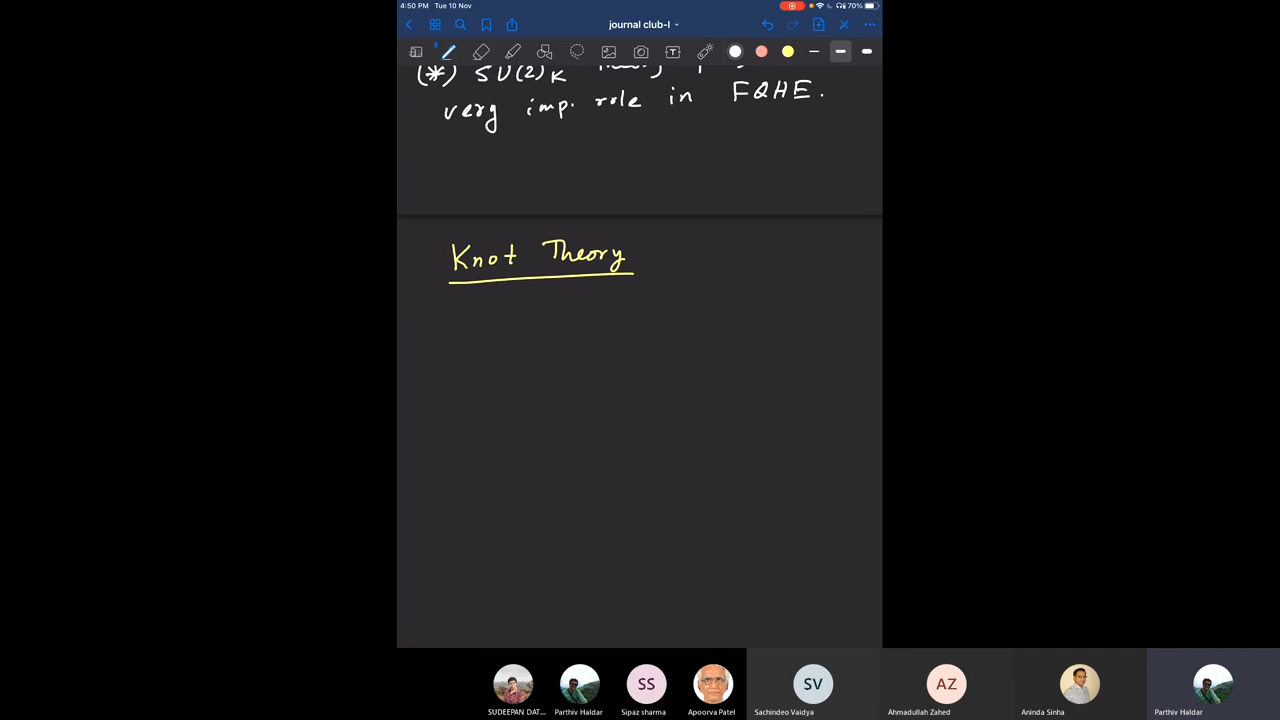 4:50 PM Tue 10 Nov
70%
journal club-I
(*) SU(2)K
very imp. role in FQHE.
Knot Theory
SS
SV
AZ
SUDEEPAN DAT...
Parthiv Haldar
Sipaz sharma
Apoorva Patel
Sachindeo Vaidya
Ahmadullah Zahed
Aninda Sinha
Parthiv Haldar